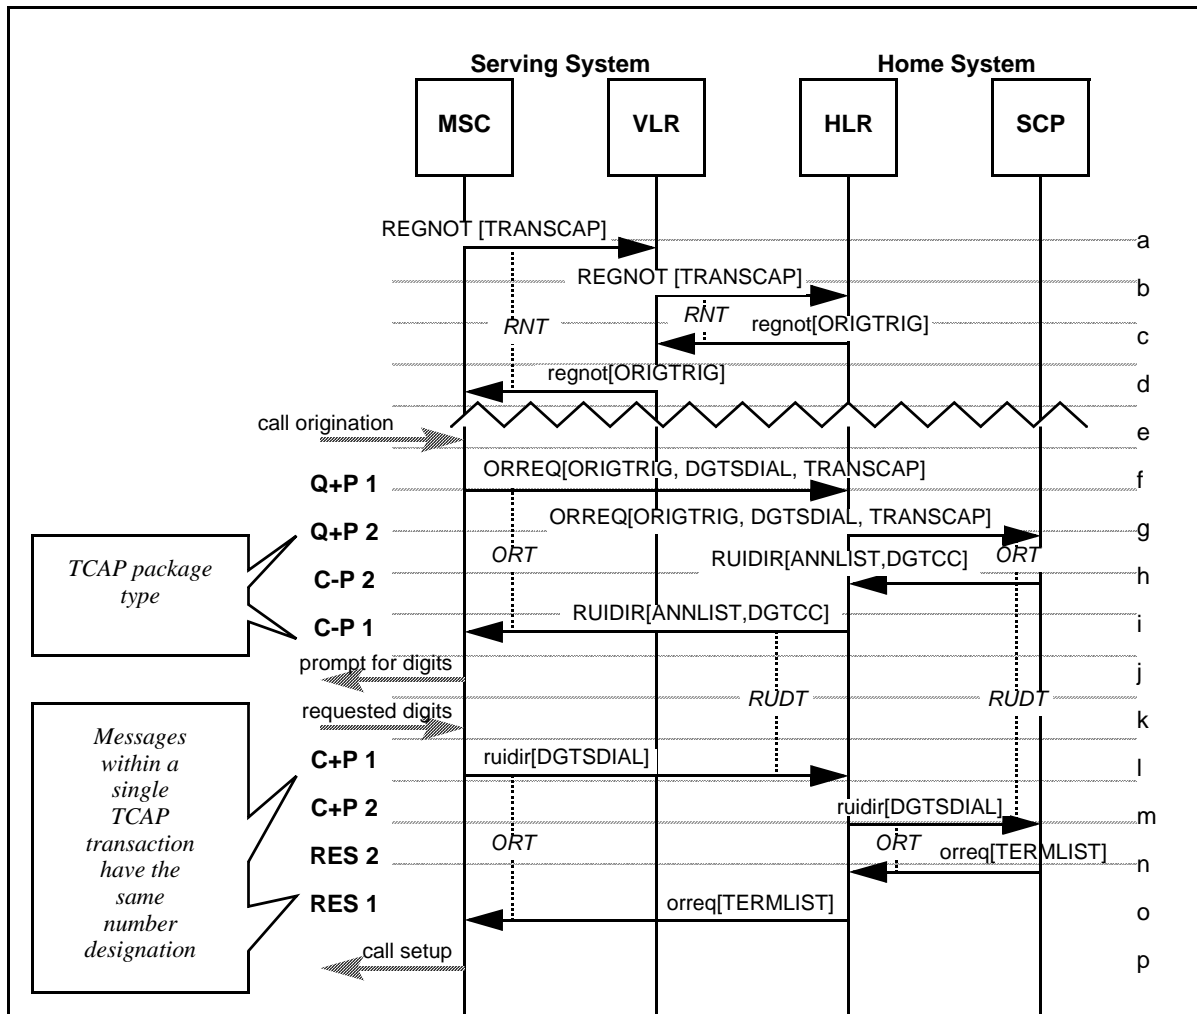 Serving System Home System
MSC VLR HLR SCP
REGNOT [TRANSCAP]
a
REGNOT [TRANSCAP]
b
RNT
RNT
regnot[ORIGTRIG]
c
regnot[ORIGTRIG]
d
call origination
e
ORREQ[ORIGTRIG, DGTSDIAL, TRANSCAP]
Q+P 1
f
ORREQ[ORIGTRIG, DGTSDIAL, TRANSCAP]
Q+P 2
g
TCAP package
type
ORT
ORT
RUIDIR[ANNLIST,DGTCC]
C-P 2
h
RUIDIR[ANNLIST,DGTCC]
C-P 1
i
prompt for digits
j
RUDT
RUDT
requested digits
k
Messages
within a
single
TCAP
transaction
have the
same
number
designation
ruidir[DGTSDIAL]
C+P 1
l
ruidir[DGTSDIAL]
C+P 2
m
ORT
ORT
orreq[TERMLIST]
RES 2
n
orreq[TERMLIST]
RES 1
o
call setup
p